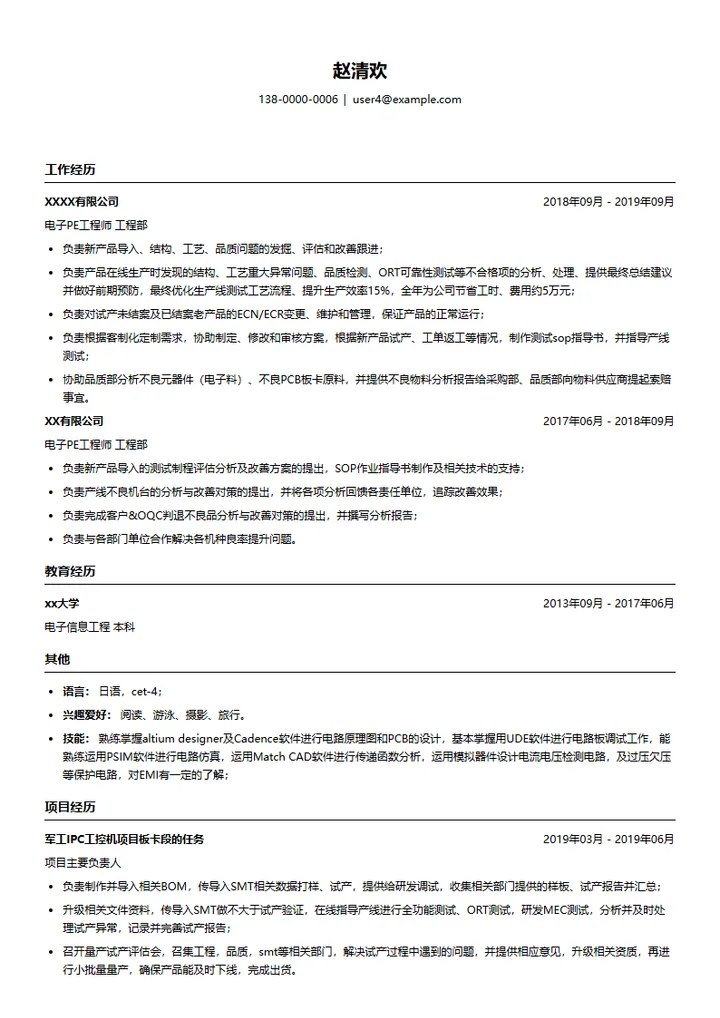 赵清欢
138-0000-0006 | user4@example.com
工作经历
XXXX有限公司 2018年09月 - 2019年09月
电子PE工程师 工程部
• 负责新产品导入、结构、工艺、品质问题的发掘、评估和改善跟进；
• 负责产品在线生产时发现的结构、工艺重大异常问题、品质检测、ORT可靠性测试等不合格项的分析、处理、提供最终总结建议
并做好前期预防，最终优化生产线测试工艺流程、提升生产效率15%，全年为公司节省工时、费用约5万元；
• 负责对试产未结案及已结案老产品的ECN/ECR变更、维护和管理，保证产品的正常运行；
• 负责根据客制化定制需求，协助制定、修改和审核方案，根据新产品试产、工单返工等情况，制作测试sop指导书，并指导产线
测试；
• 协助品质部分析不良元器件（电子料）、不良PCB板卡原料，并提供不良物料分析报告给采购部、品质部向物料供应商提起索赔
事宜。
XX有限公司 2017年06月 - 2018年09月
电子PE工程师 工程部
• 负责新产品导入的测试制程评估分析及改善方案的提出，SOP作业指导书制作及相关技术的支持；
• 负责产线不良机台的分析与改善对策的提出，并将各项分析回馈各责任单位，追踪改善效果；
• 负责完成客户&OQC判退不良品分析与改善对策的提出，并撰写分析报告；
• 负责与各部门单位合作解决各机种良率提升问题。
教育经历
xx大学 2013年09月 - 2017年06月
电子信息工程 本科
其他
• 语言： 日语，cet-4；
• 兴趣爱好： 阅读、游泳、摄影、旅行。
• 技能： 熟练掌握altium designer及Cadence软件进行电路原理图和PCB的设计，基本掌握用UDE软件进行电路板调试工作，能
熟练运用PSIM软件进行电路仿真，运用Match CAD软件进行传递函数分析，运用模拟器件设计电流电压检测电路，及过压欠压
等保护电路，对EMI有一定的了解；
项目经历
军工IPC工控机项目板卡段的任务 2019年03月 - 2019年06月
项目主要负责人
• 负责制作并导入相关BOM，传导入SMT相关数据打样、试产，提供给研发调试，收集相关部门提供的样板、试产报告并汇总；
• 升级相关文件资料，传导入SMT做不大于试产验证，在线指导产线进行全功能测试、ORT测试，研发MEC测试，分析并及时处
理试产异常，记录并完善试产报告；
• 召开量产试产评估会，召集工程，品质，smt等相关部门，解决试产过程中遇到的问题，并提供相应意见，升级相关资质，再进
行小批量量产，确保产品能及时下线，完成出货。